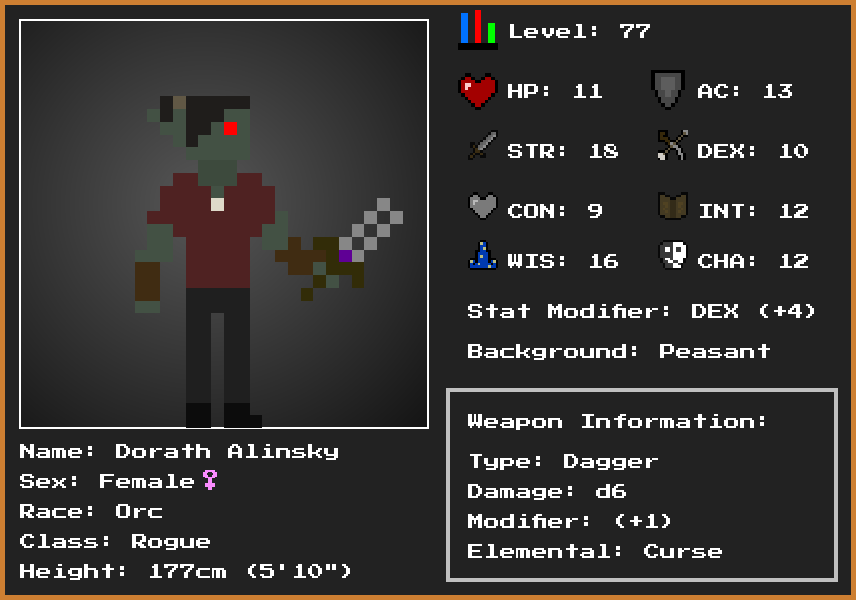 Level: 77
HP: 11 AC: 13
STR: 18 DEX: 10
CON: 9 INT: 12
WIS: 16 CHA: 12
Stat Modifier: DEX (+4)
Background: Peasant
Weapon Information:
Type: Dagger
Damage: d6
Modifier: (+1)
Elemental: Curse
Name: Dorath Alinsky
Sex: Female♀
Race: Orc
Class: Rogue
Height: 177cm (5'10")